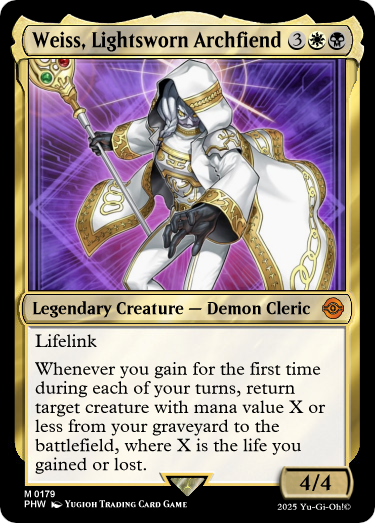 Weiss, Lightsworn Archfiend 3
Legendary Creature — Demon Cleric
Lifelink
Whenever you gain for the first time
during each of your turns, return
target creature with mana value X or
less from your graveyard to the
battlefield, where X is the life you
gained or lost.
4/4
M 0179
PHW Yugioh Trading Card Game
2025 Yu-Gi-Oh!©